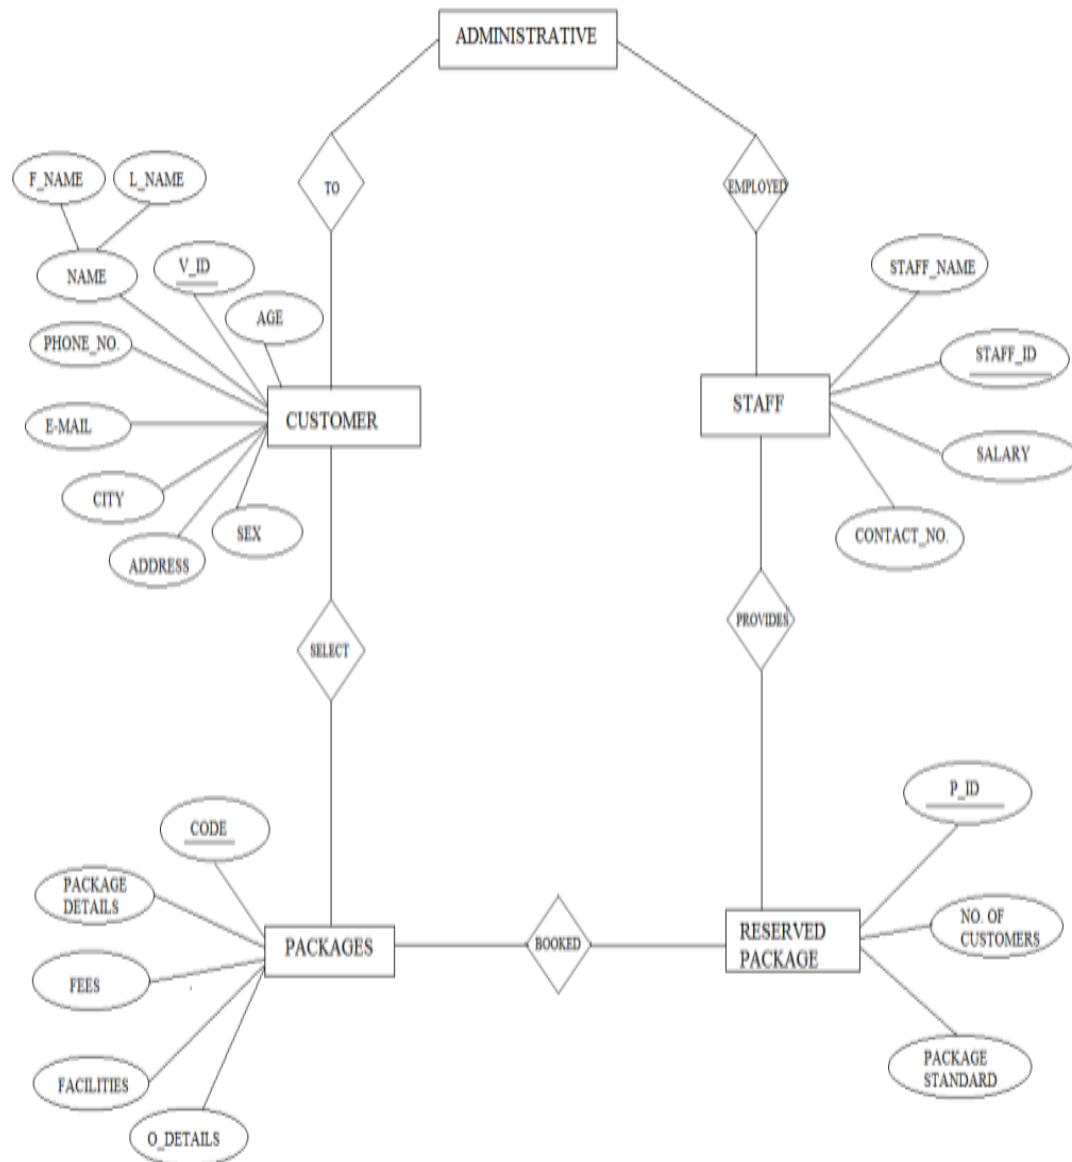 ADMINISTRATIVE
TO
EMPLOYED
F_NAME
L_NAME
NAME
V_ID
AGE
PHONE_NO.
E-MAIL
CITY
ADDRESS
SEX
CUSTOMER
STAFF
STAFF_NAME
STAFF_ID
SALARY
CONTACT_NO.
SELECT
PROVIDES
CODE
PACKAGE
DETAILS
FEES
FACILITIES
O_DETAILS
PACKAGES
BOOKED
RESERVED
PACKAGE
P_ID
NO. OF
CUSTOMERS
PACKAGE
STANDARD